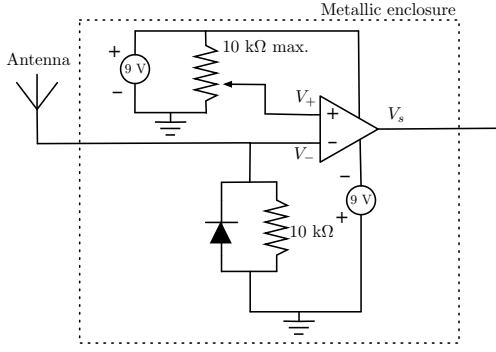 Metallic enclosure
Antenna
10 kΩ max.
+
9 V
−
V+
+
Vs
−
V−
−
9 V
+
10 kΩ